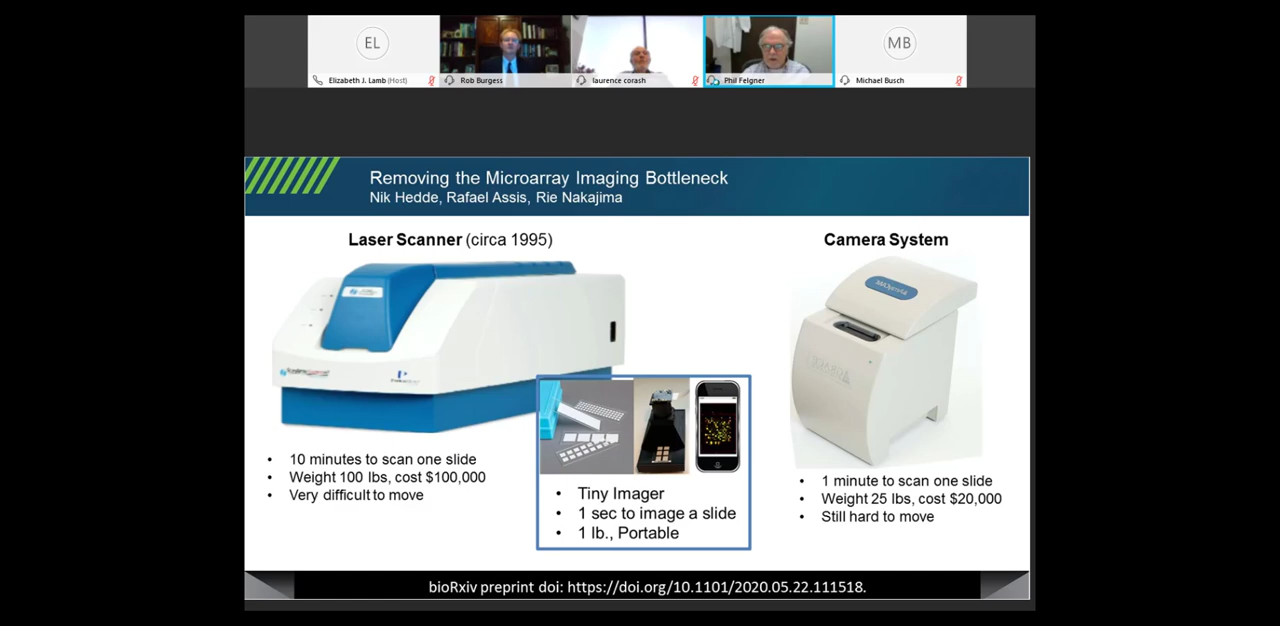 EL
MB
Elizabeth J. Lamb (Host)
Rob Burgess
laurence corash
Phil Felgner
Michael Busch
Removing the Microarray Imaging Bottleneck
Nik Hedde, Rafael Assis, Rie Nakajima
Laser Scanner (circa 1995)
Camera System
• 10 minutes to scan one slide
• Weight 100 lbs, cost $100,000
• Very difficult to move
• Tiny Imager
• 1 sec to image a slide
• 1 lb., Portable
• 1 minute to scan one slide
• Weight 25 lbs, cost $20,000
• Still hard to move
bioRxiv preprint doi: https://doi.org/10.1101/2020.05.22.111518.